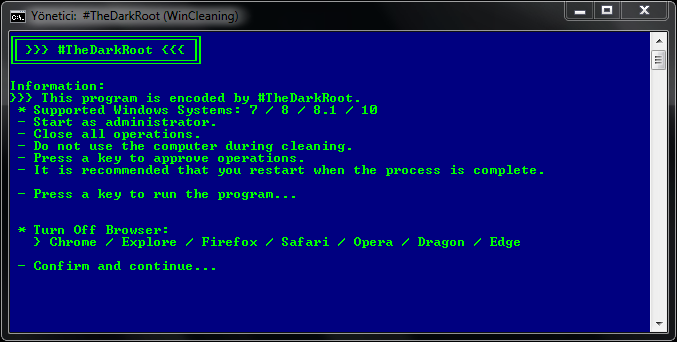 Yönetici: #TheDarkRoot (WinCleaning)
>>> #TheDarkRoot <<<
Information:
>>> This program is encoded by #TheDarkRoot.
* Supported Windows Systems: 7 / 8 / 8.1 / 10
- Start as administrator.
- Close all operations.
- Do not use the computer during cleaning.
- Press a key to approve operations.
- It is recommended that you restart when the process is complete.
- Press a key to run the program...
* Turn Off Browser:
> Chrome / Explore / Firefox / Safari / Opera / Dragon / Edge
- Confirm and continue...